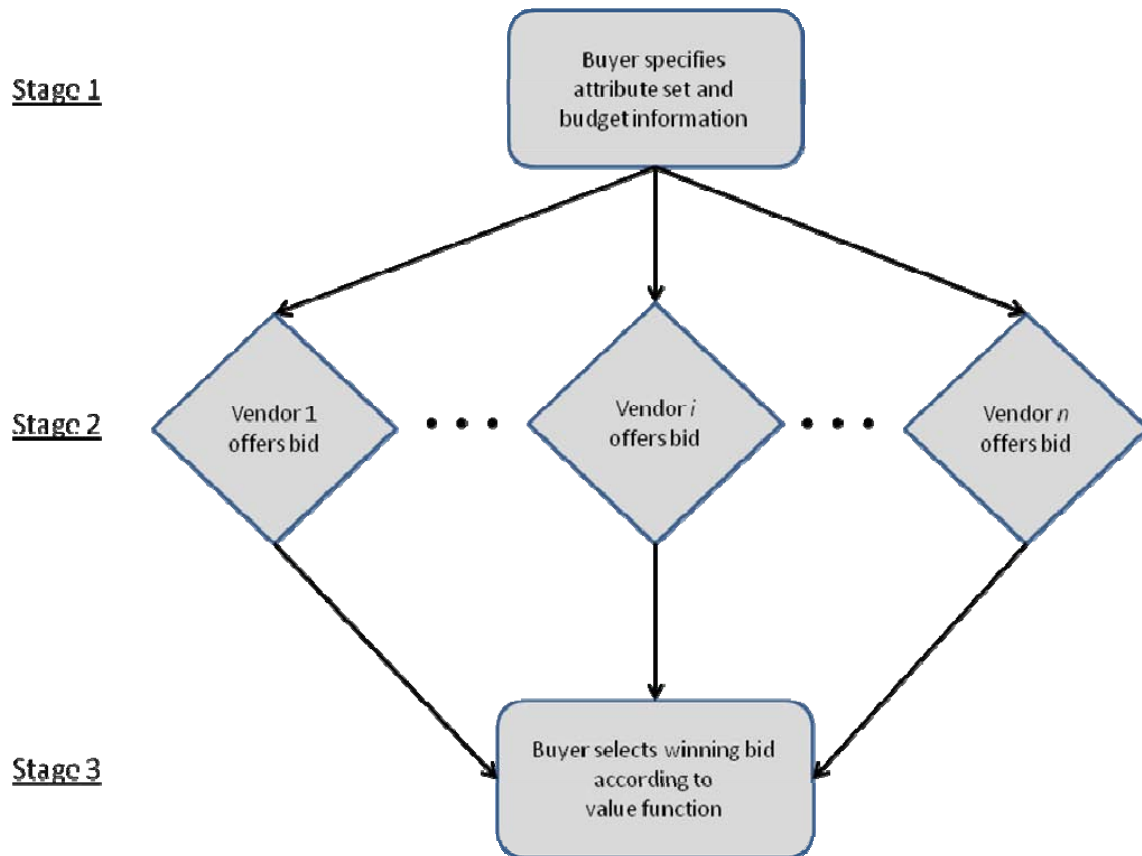 Stage 1
Buyer specifies
attribute set and
budget information
Stage 2
Vendor 1
offers bid
• • •
Vendor i
offers bid
• • •
Vendor n
offers bid
Stage 3
Buyer selects winning bid
according to
value function